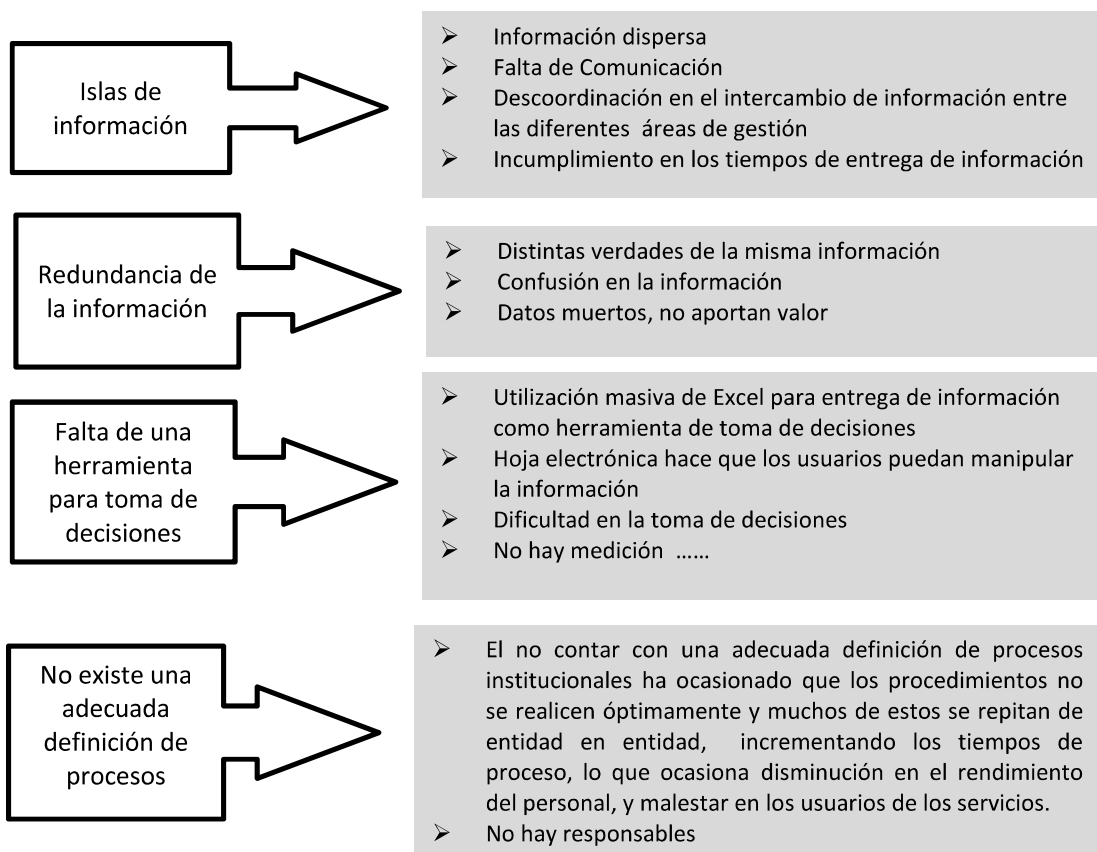 Islas de
información
➢ Información dispersa
➢ Falta de Comunicación
➢ Descoordinación en el intercambio de información entre
las diferentes áreas de gestión
➢ Incumplimiento en los tiempos de entrega de información
Redundancia de
la información
➢ Distintas verdades de la misma información
➢ Confusión en la información
➢ Datos muertos, no aportan valor
Falta de una
herramienta
para toma de
decisiones
➢ Utilización masiva de Excel para entrega de información
como herramienta de toma de decisiones
➢ Hoja electrónica hace que los usuarios puedan manipular
la información
➢ Dificultad en la toma de decisiones
➢ No hay medición ……
No existe una
adecuada
definición de
procesos
➢ El no contar con una adecuada definición de procesos
institucionales ha ocasionado que los procedimientos no
se realicen óptimamente y muchos de estos se repitan de
entidad en entidad, incrementando los tiempos de
proceso, lo que ocasiona disminución en el rendimiento
del personal, y malestar en los usuarios de los servicios.
➢ No hay responsables